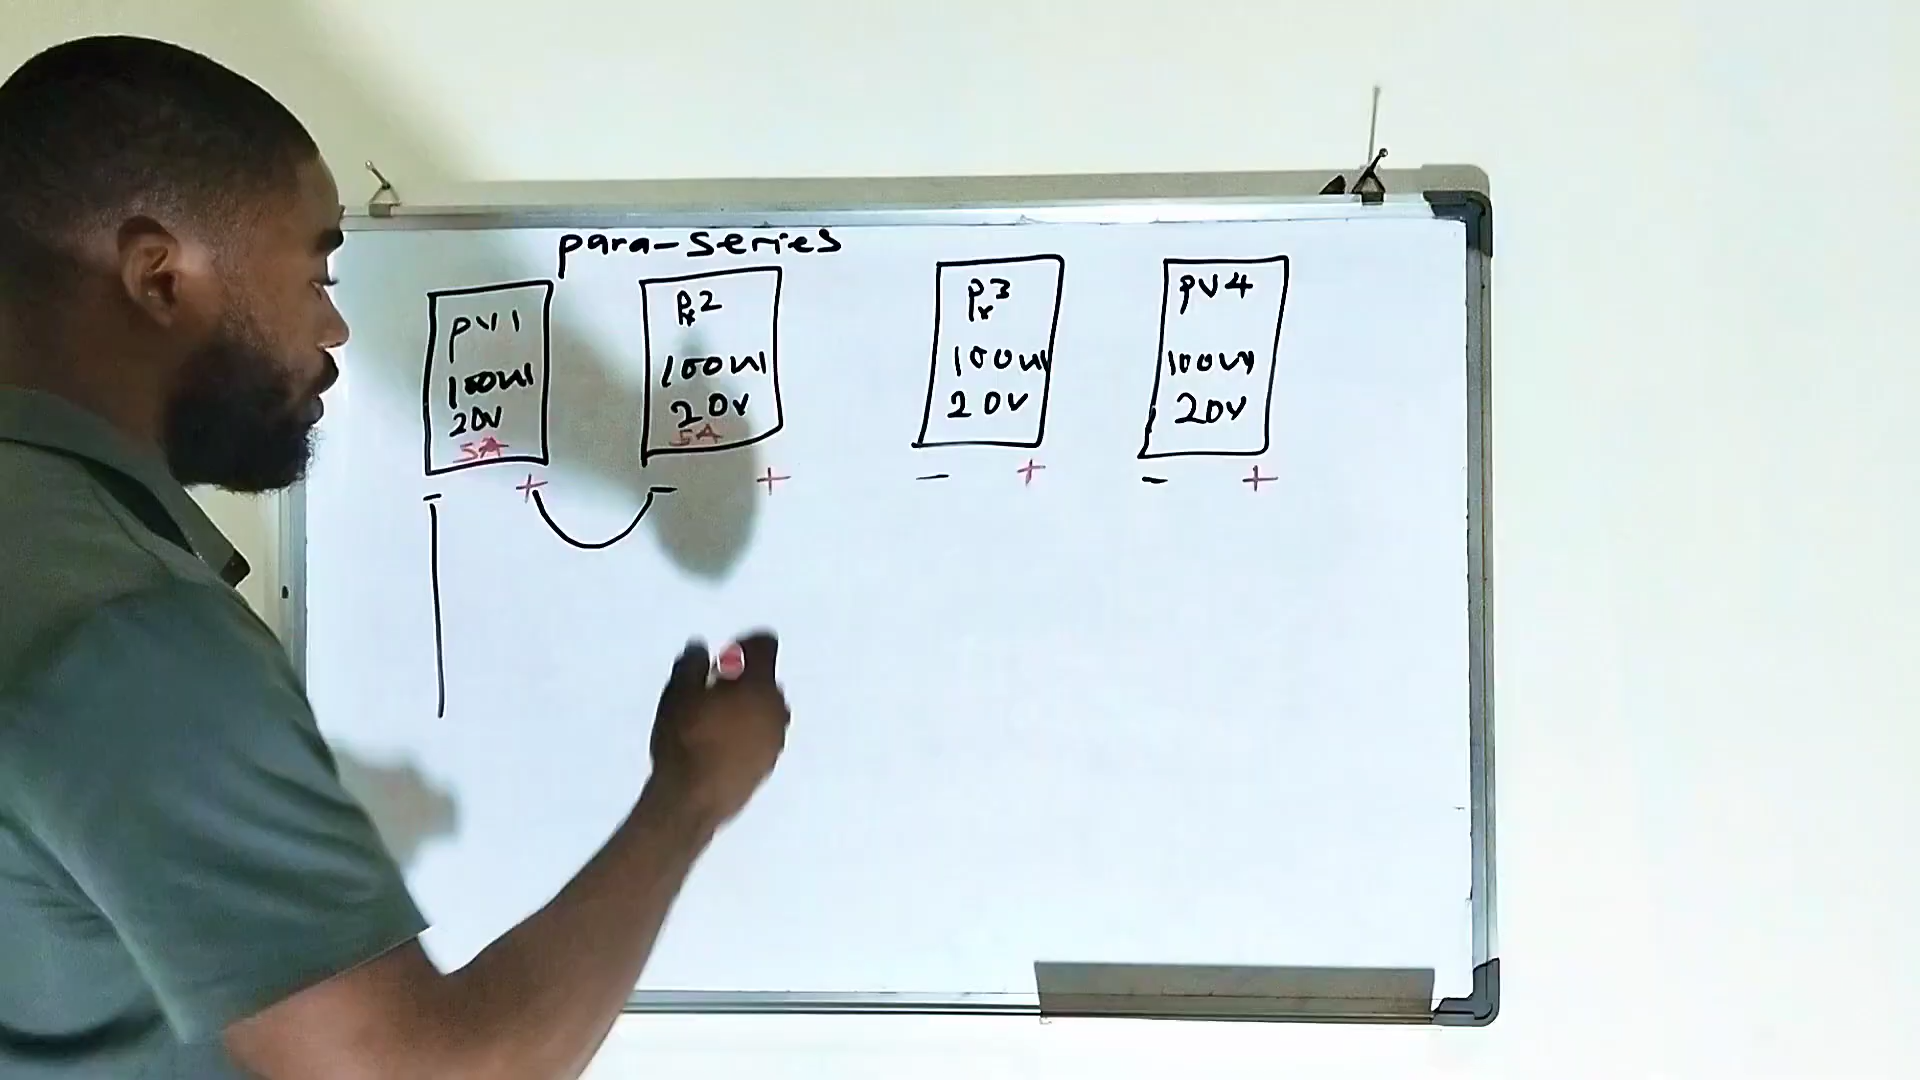 para-series
PV1
100W
20V
5A
- +
PV2
100W
20V
5A
- +
PV3
100W
20V
- +
PV4
100W
20V
- +